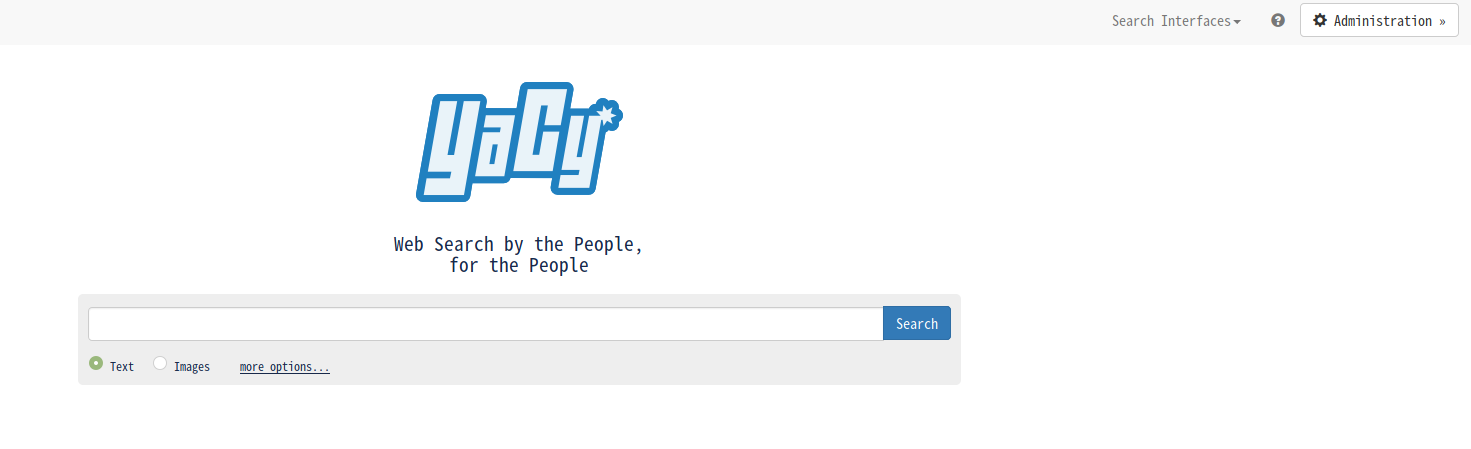 Search Interfaces
Administration »
YaCy
Web Search by the People,
for the People
Search
Text
Images
more options...